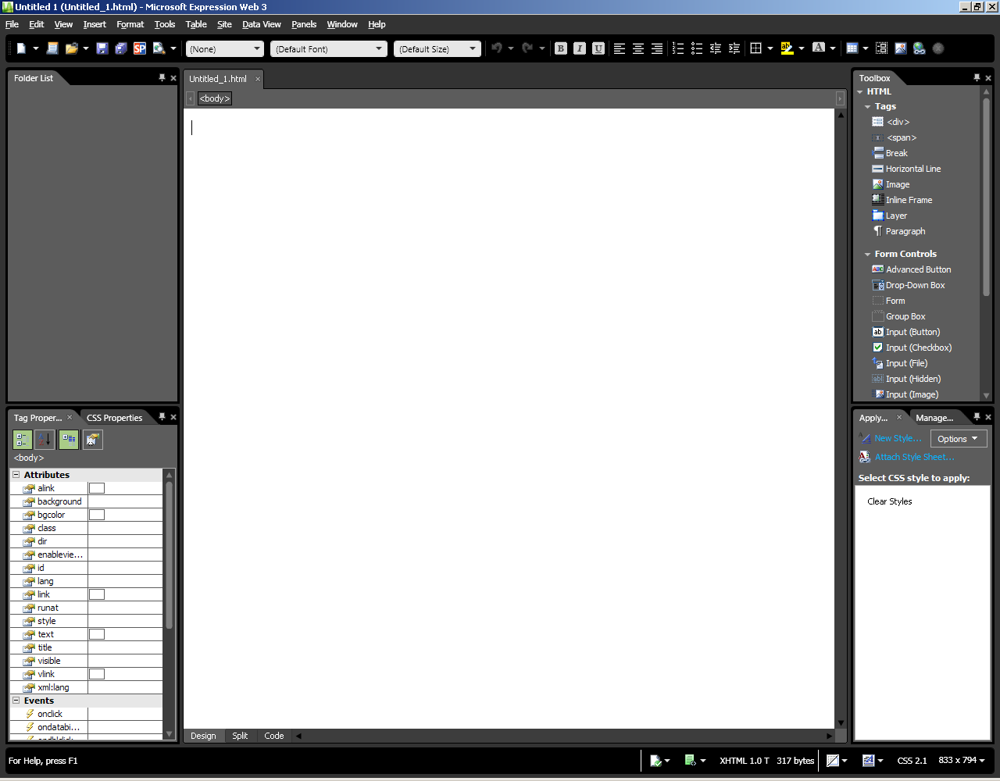 Untitled 1 (Untitled_1.html) - Microsoft Expression Web 3
File Edit View Insert Format Tools Table Site Data View Panels Window Help
(None) (Default Font) (Default Size) B I U ab A
Folder List
Untitled_1.html
<body>
Toolbox
HTML
Tags
<div>
<span>
Break
Horizontal Line
Image
Inline Frame
Layer
Paragraph
Form Controls
Advanced Button
Drop-Down Box
Form
Group Box
Input (Button)
Input (Checkbox)
Input (File)
Input (Hidden)
Input (Image)
Tag Proper... CSS Properties
<body>
Attributes
alink
background
bgcolor
class
dir
enablevie...
id
lang
link
runat
style
text
title
visible
vlink
xml:lang
Events
onclick
ondatabi...
ondblclick
Apply... Manage...
New Style... Options
Attach Style Sheet...
Select CSS style to apply:
Clear Styles
Design Split Code
For Help, press F1
XHTML 1.0 T 317 bytes CSS 2.1 833 x 794